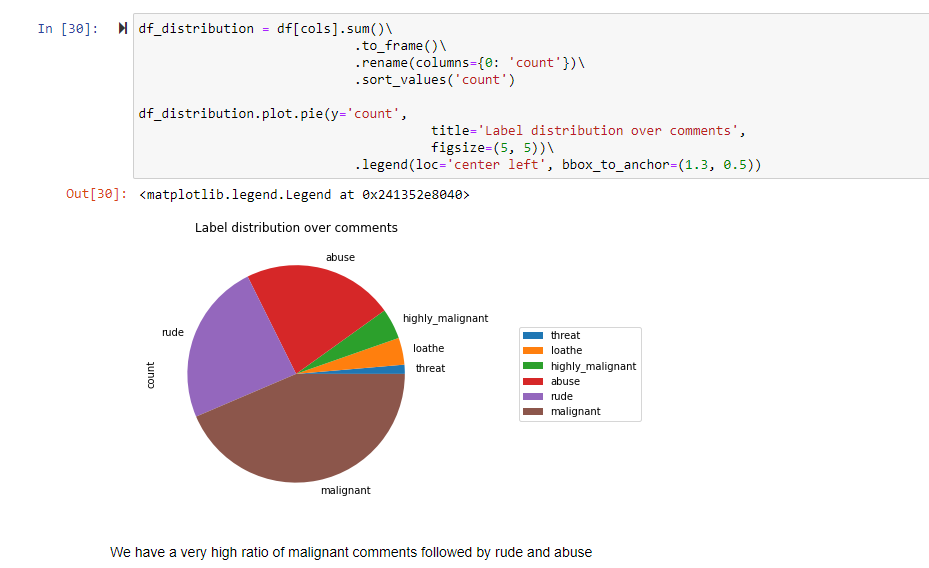 In [30]:
df_distribution = df[cols].sum()\
.to_frame()\
.rename(columns={0: 'count'})\
.sort_values('count')
df_distribution.plot.pie(y='count',
title='Label distribution over comments',
figsize=(5, 5))\
.legend(loc='center left', bbox_to_anchor=(1.3, 0.5))
Out[30]: <matplotlib.legend.Legend at 0x241352e8040>
Label distribution over comments
abuse
highly_malignant
rude
loathe
threat
count
malignant
threat
loathe
highly_malignant
abuse
rude
malignant
We have a very high ratio of malignant comments followed by rude and abuse